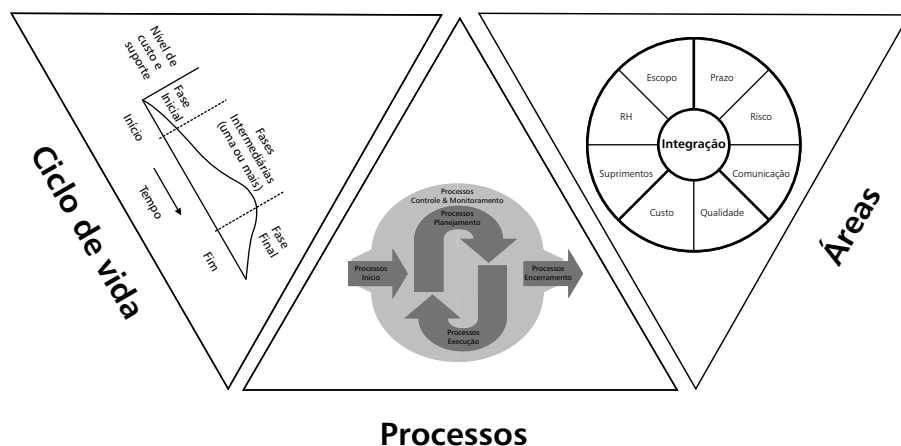 Nível de
custo e
suporte
Fase
Inicial
Início
Fases
Intermediárias
(uma ou mais)
Tempo
Fase
Final
Fim
Ciclo de vida
Processos
Controle & Monitoramento
Processos
Planejamento
Processos
Início
Processos
Encerramento
Processos
Execução
Processos
Escopo
Prazo
RH
Risco
Integração
Suprimentos
Comunicação
Custo
Qualidade
Áreas